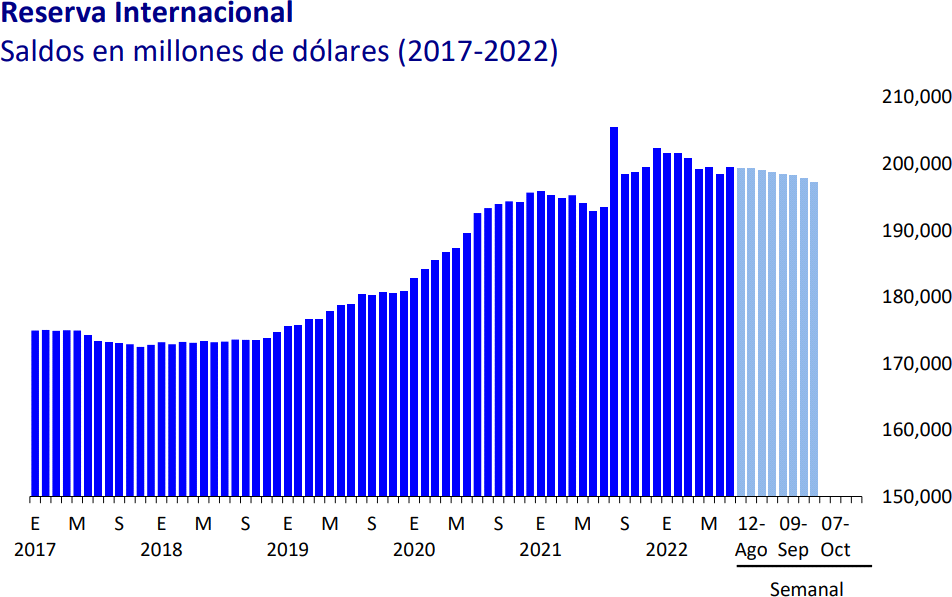 Reserva Internacional
Saldos en millones de dólares (2017-2022)
210,000
200,000
190,000
180,000
170,000
160,000
150,000
E M S E M S E M S E M S E M S E M 12- 09- 07-
2017 2018 2019 2020 2021 2022 Ago Sep Oct
Semanal